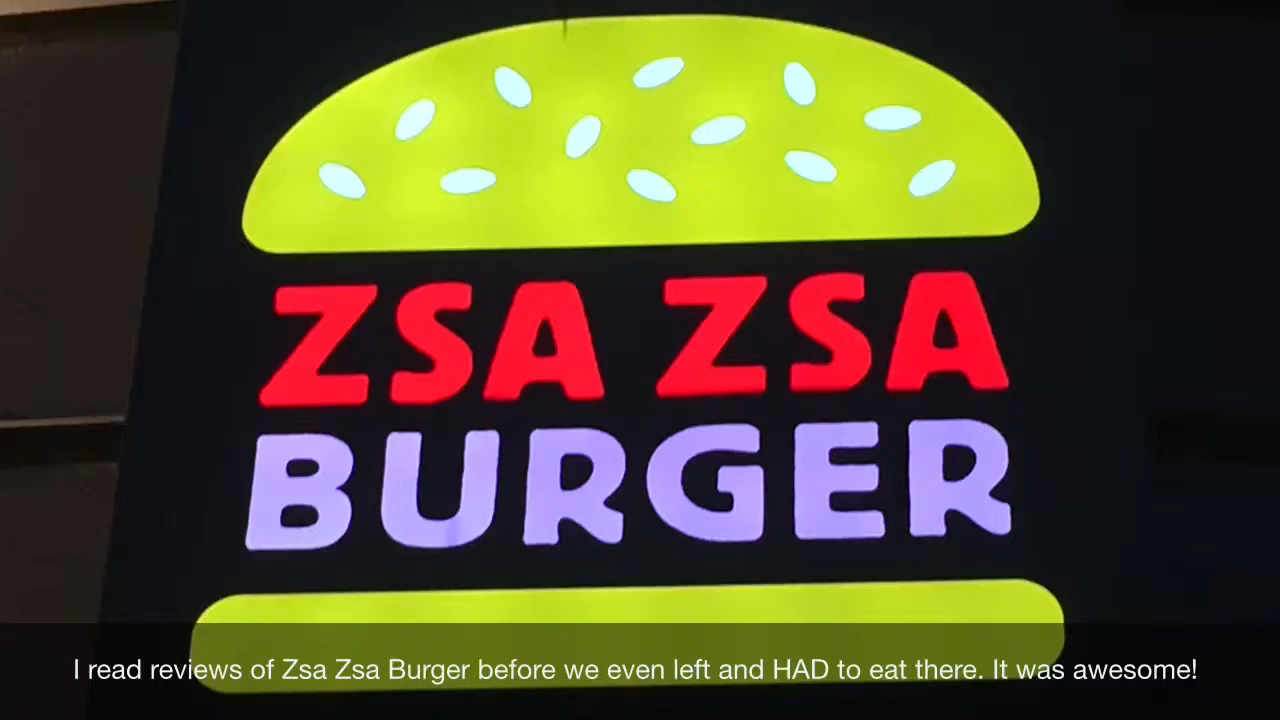 ZSA ZSA
BURGER
I read reviews of Zsa Zsa Burger before we even left and HAD to eat there. It was awesome!